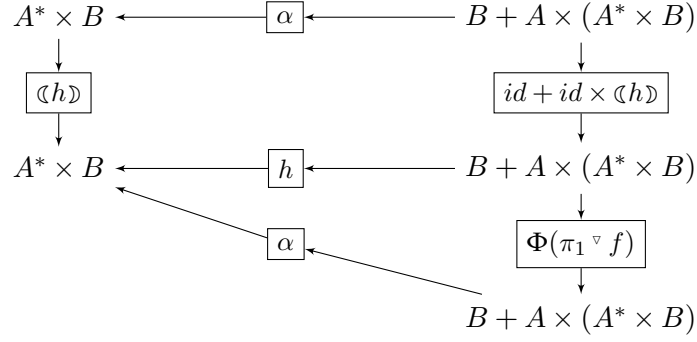 A* × B α B + A × (A* × B)
⦅h⦆ id + id × ⦅h⦆
A* × B h B + A × (A* × B)
Φ(π₁ ▿ f)
α
B + A × (A* × B)